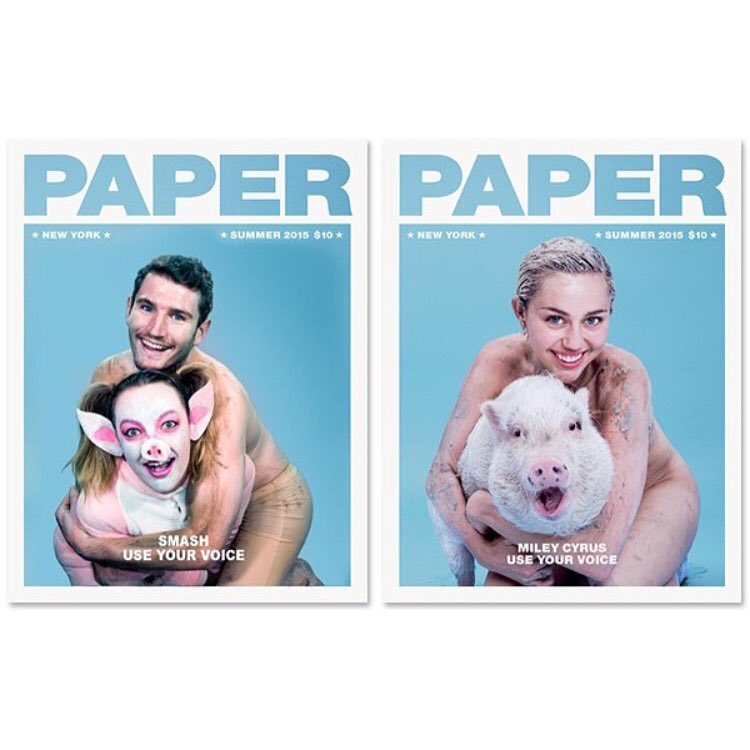 PAPER
★ NEW YORK ★ ★ SUMMER 2015 $10 ★
SMASH
USE YOUR VOICE
PAPER
★ NEW YORK ★ ★ SUMMER 2015 $10 ★
MILEY CYRUS
USE YOUR VOICE